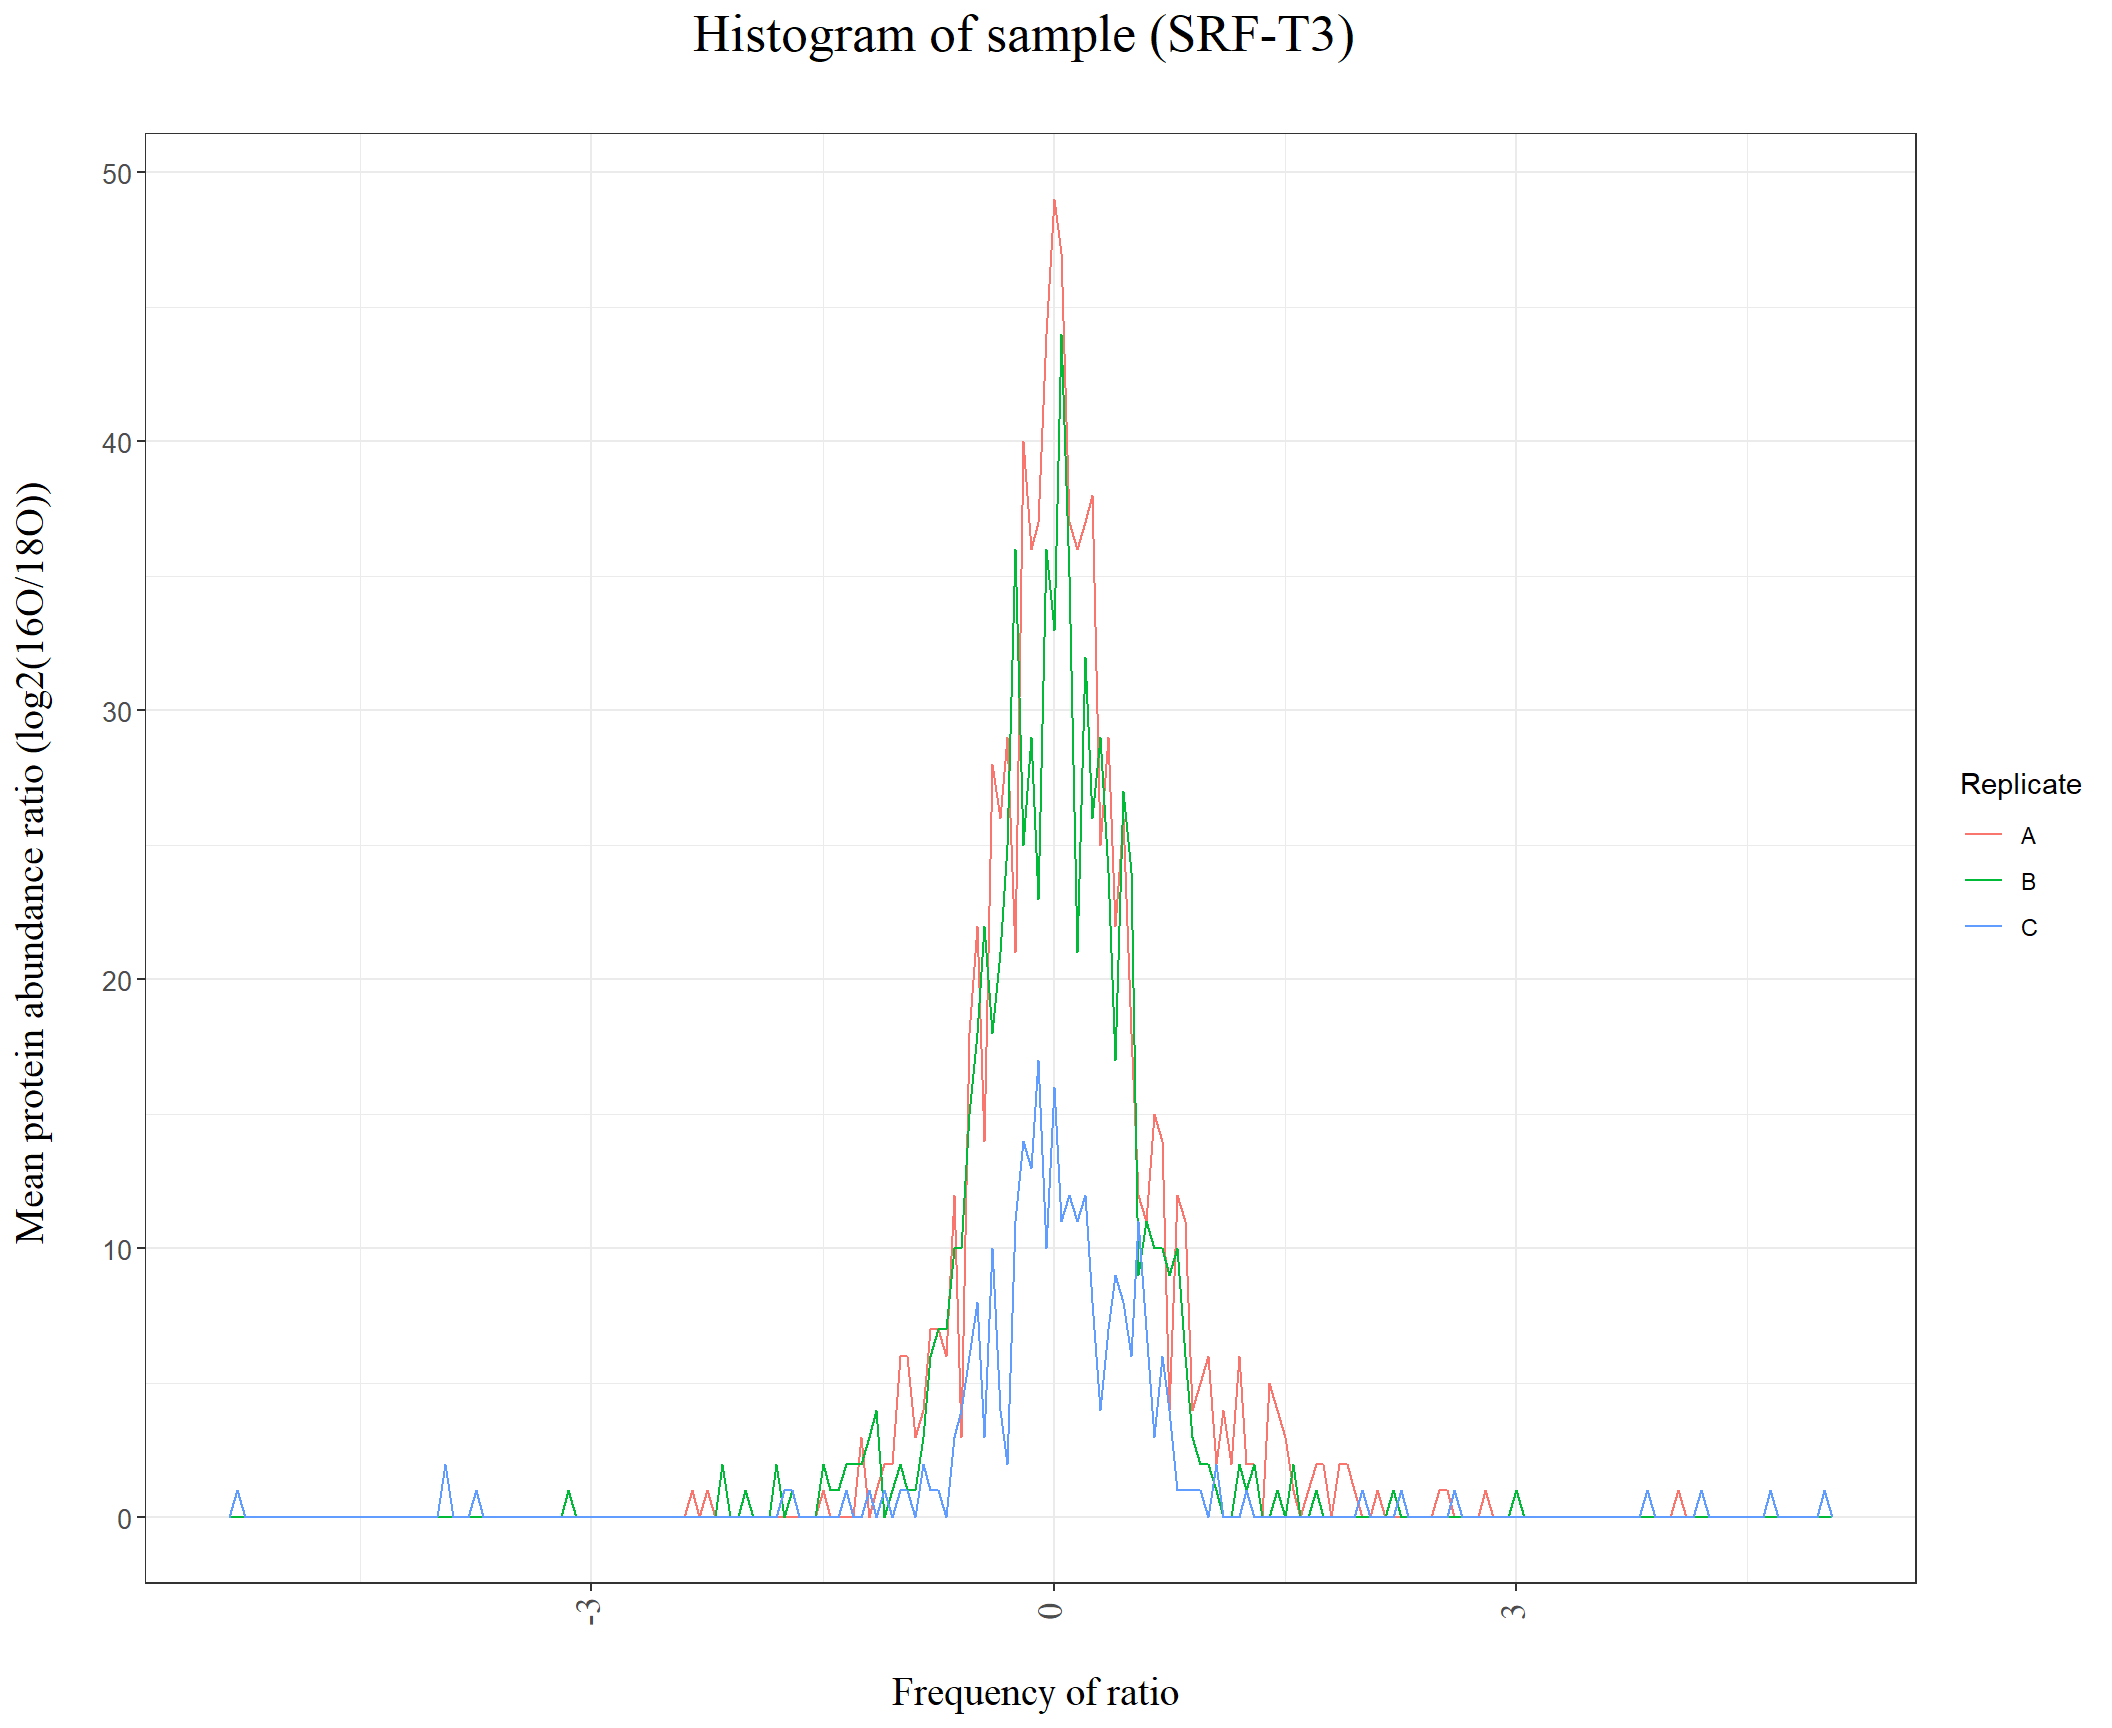 Histogram of sample (SRF-T3)
Mean protein abundance ratio (log2(16O/18O))
50
40
30
20
10
0
-3
0
3
Frequency of ratio
Replicate
A
B
C